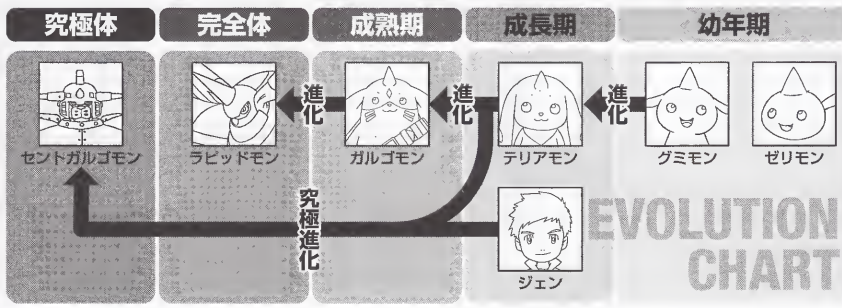 究極体 完全体 成熟期 成長期 幼年期
進化 進化 進化
セントガルゴモン ラピッドモン ガルゴモン テリアモン グミモン ゼリモン
究極進化
ジェン
EVOLUTION
CHART